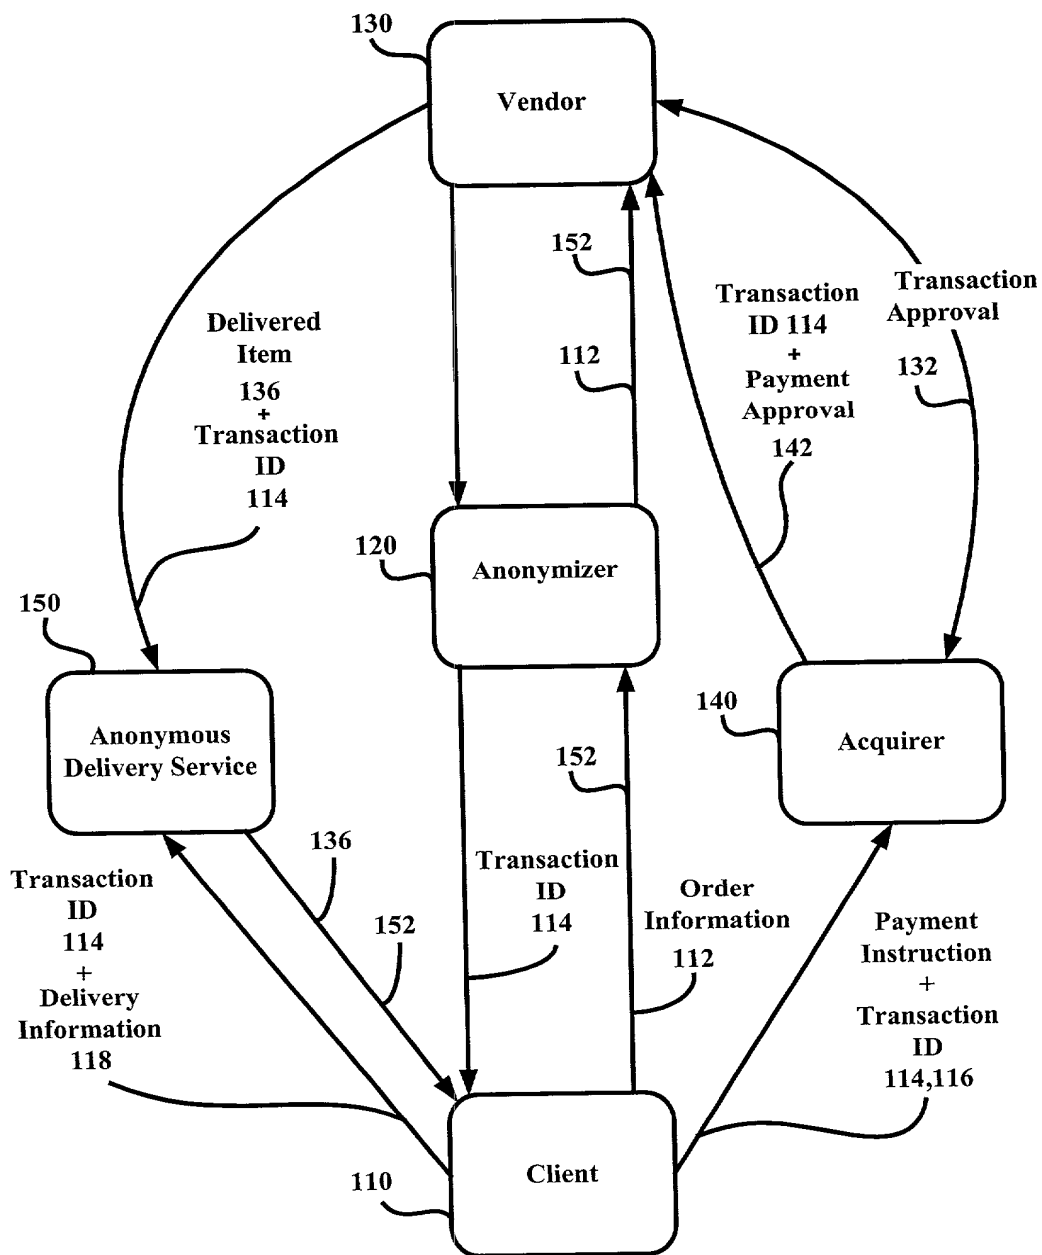 130
Vendor
152
Transaction
ID 114
+
Payment
Approval
142
Transaction
Approval
132
Delivered
Item
136
+
Transaction
ID
114
112
120
Anonymizer
150
Anonymous
Delivery Service
140
Acquirer
152
136
152
Transaction
ID
114
+
Delivery
Information
118
Transaction
ID
114
Order
Information
112
Payment
Instruction
+
Transaction
ID
114,116
110
Client